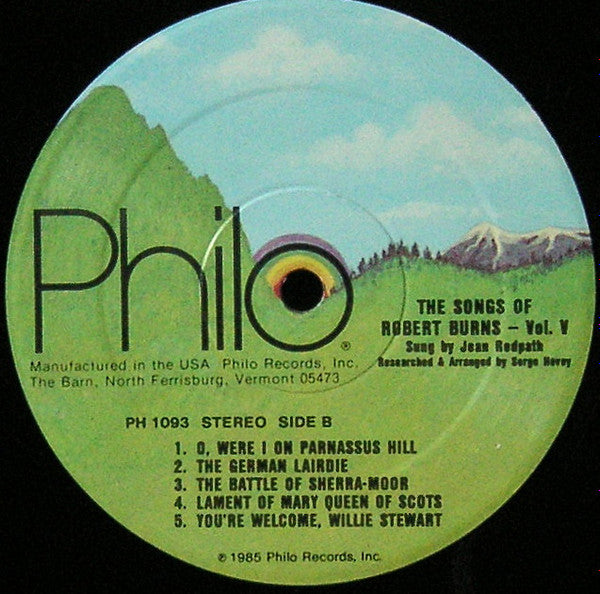 Philo®
THE SONGS OF
ROBERT BURNS – Vol. V
Sung by Jean Redpath
Researched & Arranged by Serge Hovey
Manufactured in the USA Philo Records, Inc.
The Barn, North Ferrisburg, Vermont 05473
PH 1093 STEREO SIDE B
1. O, WERE I ON PARNASSUS HILL
2. THE GERMAN LAIRDIE
3. THE BATTLE OF SHERRA-MOOR
4. LAMENT OF MARY QUEEN OF SCOTS
5. YOU'RE WELCOME, WILLIE STEWART
℗ 1985 Philo Records, Inc.